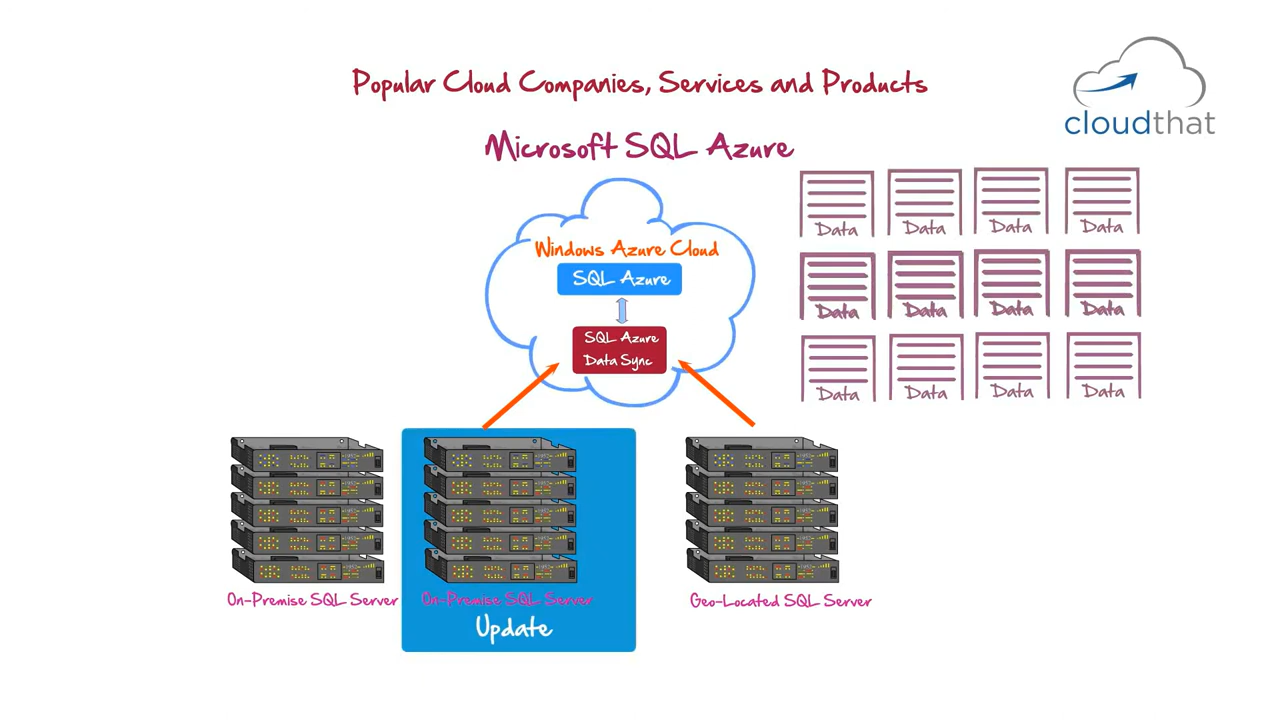 Popular Cloud Companies, Services and Products
cloudthat
Microsoft SQL Azure
Windows Azure Cloud
SQL Azure
SQL Azure
Data Sync
Data Data Data Data
Data Data Data Data
Data Data Data Data
On-Premise SQL Server
On-Premise SQL Server
Update
Geo-Located SQL Server